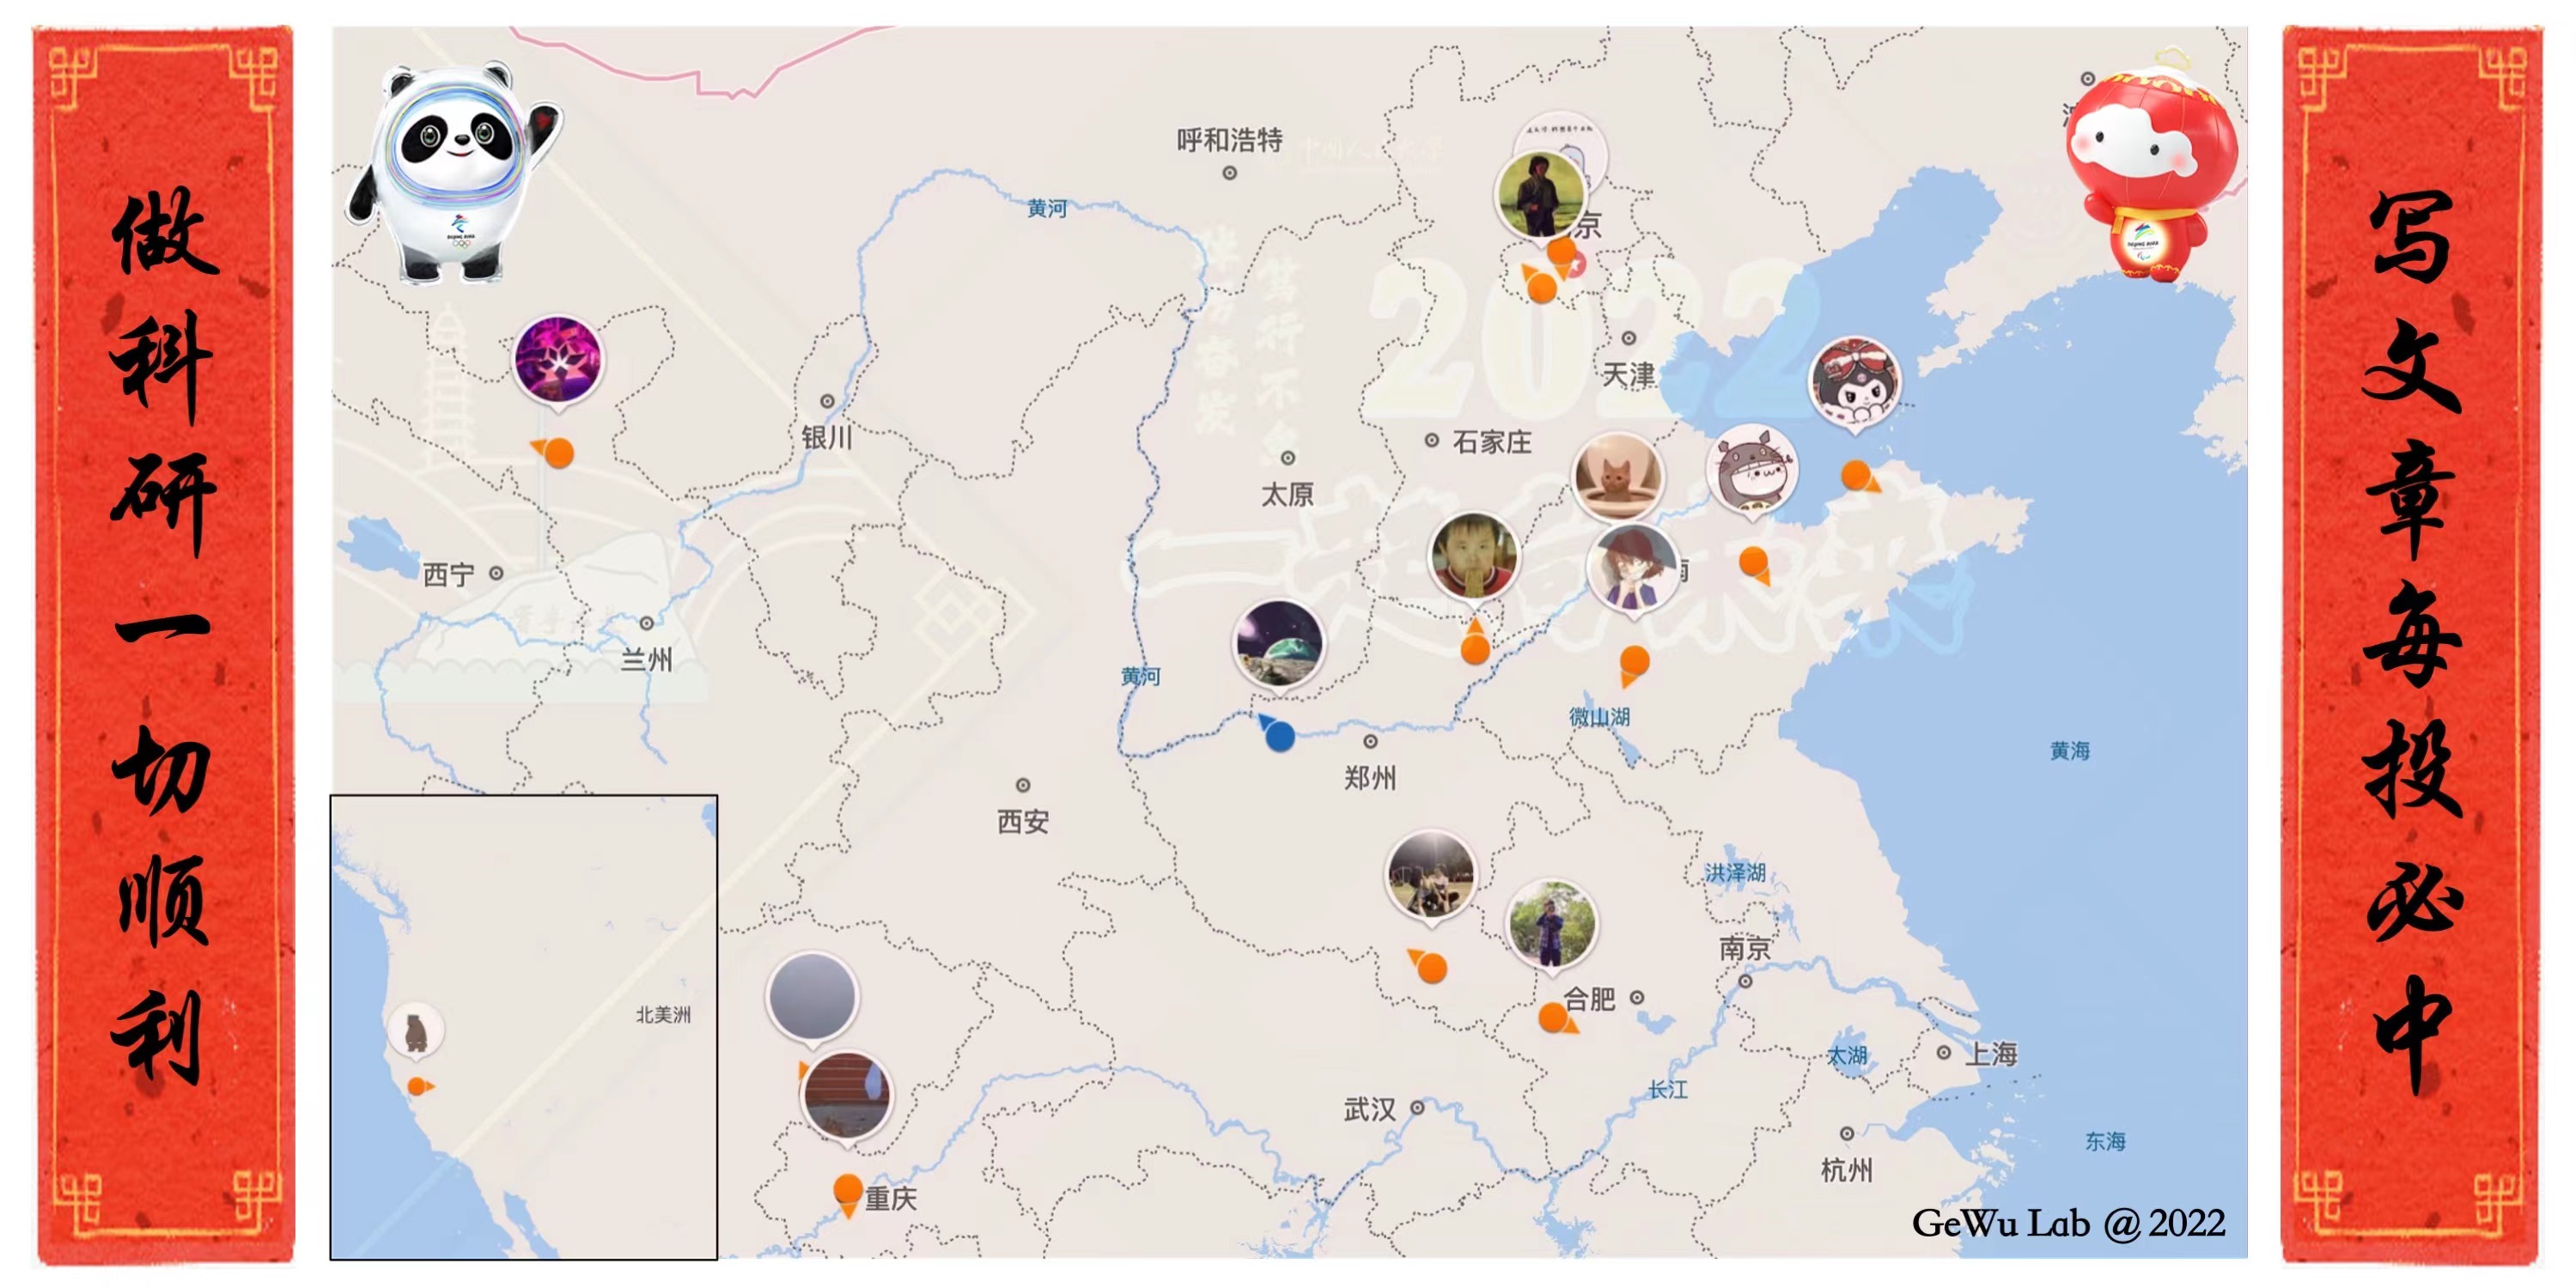 做科研一切顺利
写文章每投必中
呼和浩特
黄河
京
2022
天津
银川
石家庄
太原
西宁
兰州
黄河
微山湖
郑州
西安
黄海
洪泽湖
南京
合肥
北美洲
太湖
上海
长江
武汉
东海
杭州
重庆
GeWu Lab @ 2022